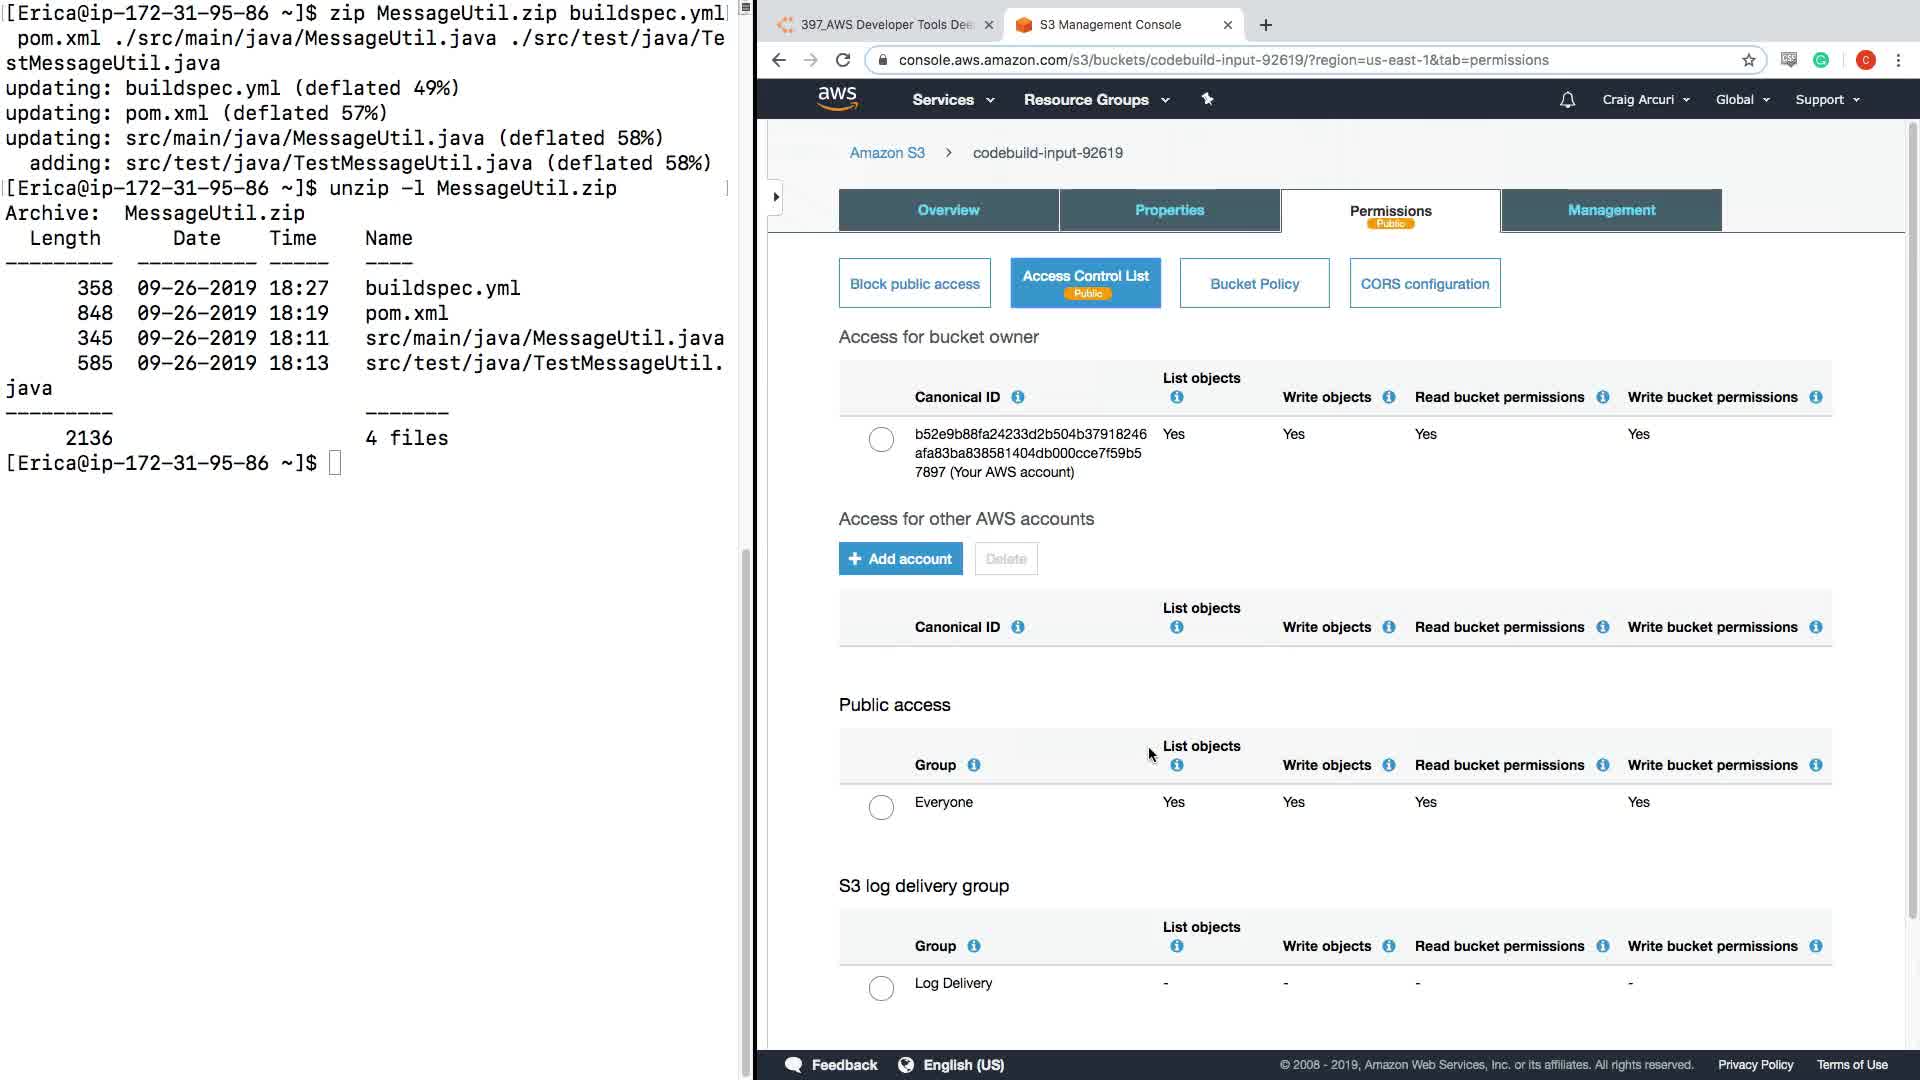 [Erica@ip-172-31-95-86 ~]$ zip MessageUtil.zip buildspec.yml
pom.xml ./src/main/java/MessageUtil.java ./src/test/java/Te
stMessageUtil.java
updating: buildspec.yml (deflated 49%)
updating: pom.xml (deflated 57%)
updating: src/main/java/MessageUtil.java (deflated 58%)
adding: src/test/java/TestMessageUtil.java (deflated 58%)
[Erica@ip-172-31-95-86 ~]$ unzip -l MessageUtil.zip
Archive: MessageUtil.zip
Length Date Time Name
--------- ---------- ----- ----
358 09-26-2019 18:27 buildspec.yml
848 09-26-2019 18:19 pom.xml
345 09-26-2019 18:11 src/main/java/MessageUtil.java
585 09-26-2019 18:13 src/test/java/TestMessageUtil.
java
--------- -------
2136 4 files
[Erica@ip-172-31-95-86 ~]$
397_AWS Developer Tools Dee
S3 Management Console
console.aws.amazon.com/s3/buckets/codebuild-input-92619/?region=us-east-1&tab=permissions
aws Services Resource Groups Craig Arcuri Global Support
Amazon S3 > codebuild-input-92619
Overview Properties Permissions Management
Public
Block public access Access Control List Bucket Policy CORS configuration
Public
Access for bucket owner
Canonical ID List objects Write objects Read bucket permissions Write bucket permissions
b52e9b88fa24233d2b504b37918246 Yes Yes Yes Yes
afa83ba838581404db000cce7f59b5
7897 (Your AWS account)
Access for other AWS accounts
+ Add account Delete
Canonical ID List objects Write objects Read bucket permissions Write bucket permissions
Public access
Group List objects Write objects Read bucket permissions Write bucket permissions
Everyone Yes Yes Yes Yes
S3 log delivery group
Group List objects Write objects Read bucket permissions Write bucket permissions
Log Delivery - - - -
Feedback English (US) © 2008 - 2019, Amazon Web Services, Inc. or its affiliates. All rights reserved. Privacy Policy Terms of Use